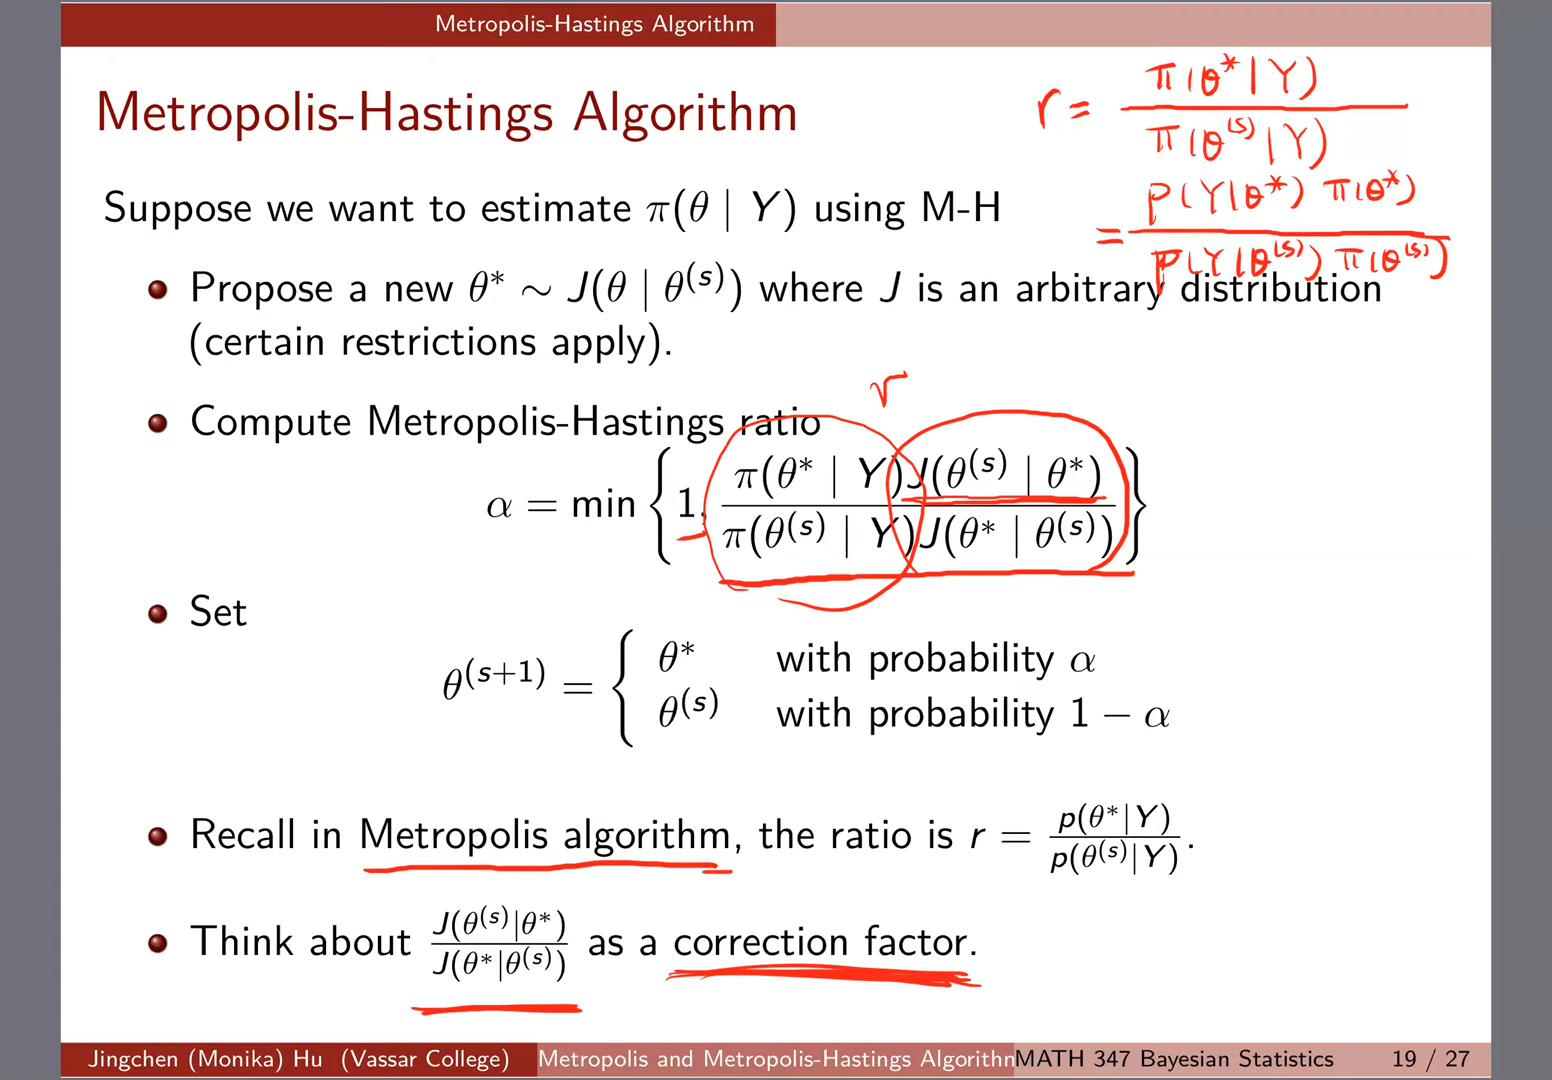 Metropolis-Hastings Algorithm
Metropolis-Hastings Algorithm
r = π(θ* | Y) / π(θ^(s) | Y)
= p(Y|θ*) π(θ*) / p(Y|θ^(s)) π(θ^(s))
Suppose we want to estimate π(θ | Y) using M-H
Propose a new θ* ∼ J(θ | θ^(s)) where J is an arbitrary distribution
(certain restrictions apply).
r
Compute Metropolis-Hastings ratio
α = min { 1, π(θ* | Y)J(θ^(s) | θ*) / π(θ^(s) | Y)J(θ* | θ^(s)) }
Set
θ^(s+1) = { θ* with probability α
θ^(s) with probability 1 − α
Recall in Metropolis algorithm, the ratio is r = p(θ*|Y) / p(θ^(s)|Y).
Think about J(θ^(s)|θ*) / J(θ*|θ^(s)) as a correction factor.
Jingchen (Monika) Hu (Vassar College) Metropolis and Metropolis-Hastings Algorithm MATH 347 Bayesian Statistics 19 / 27